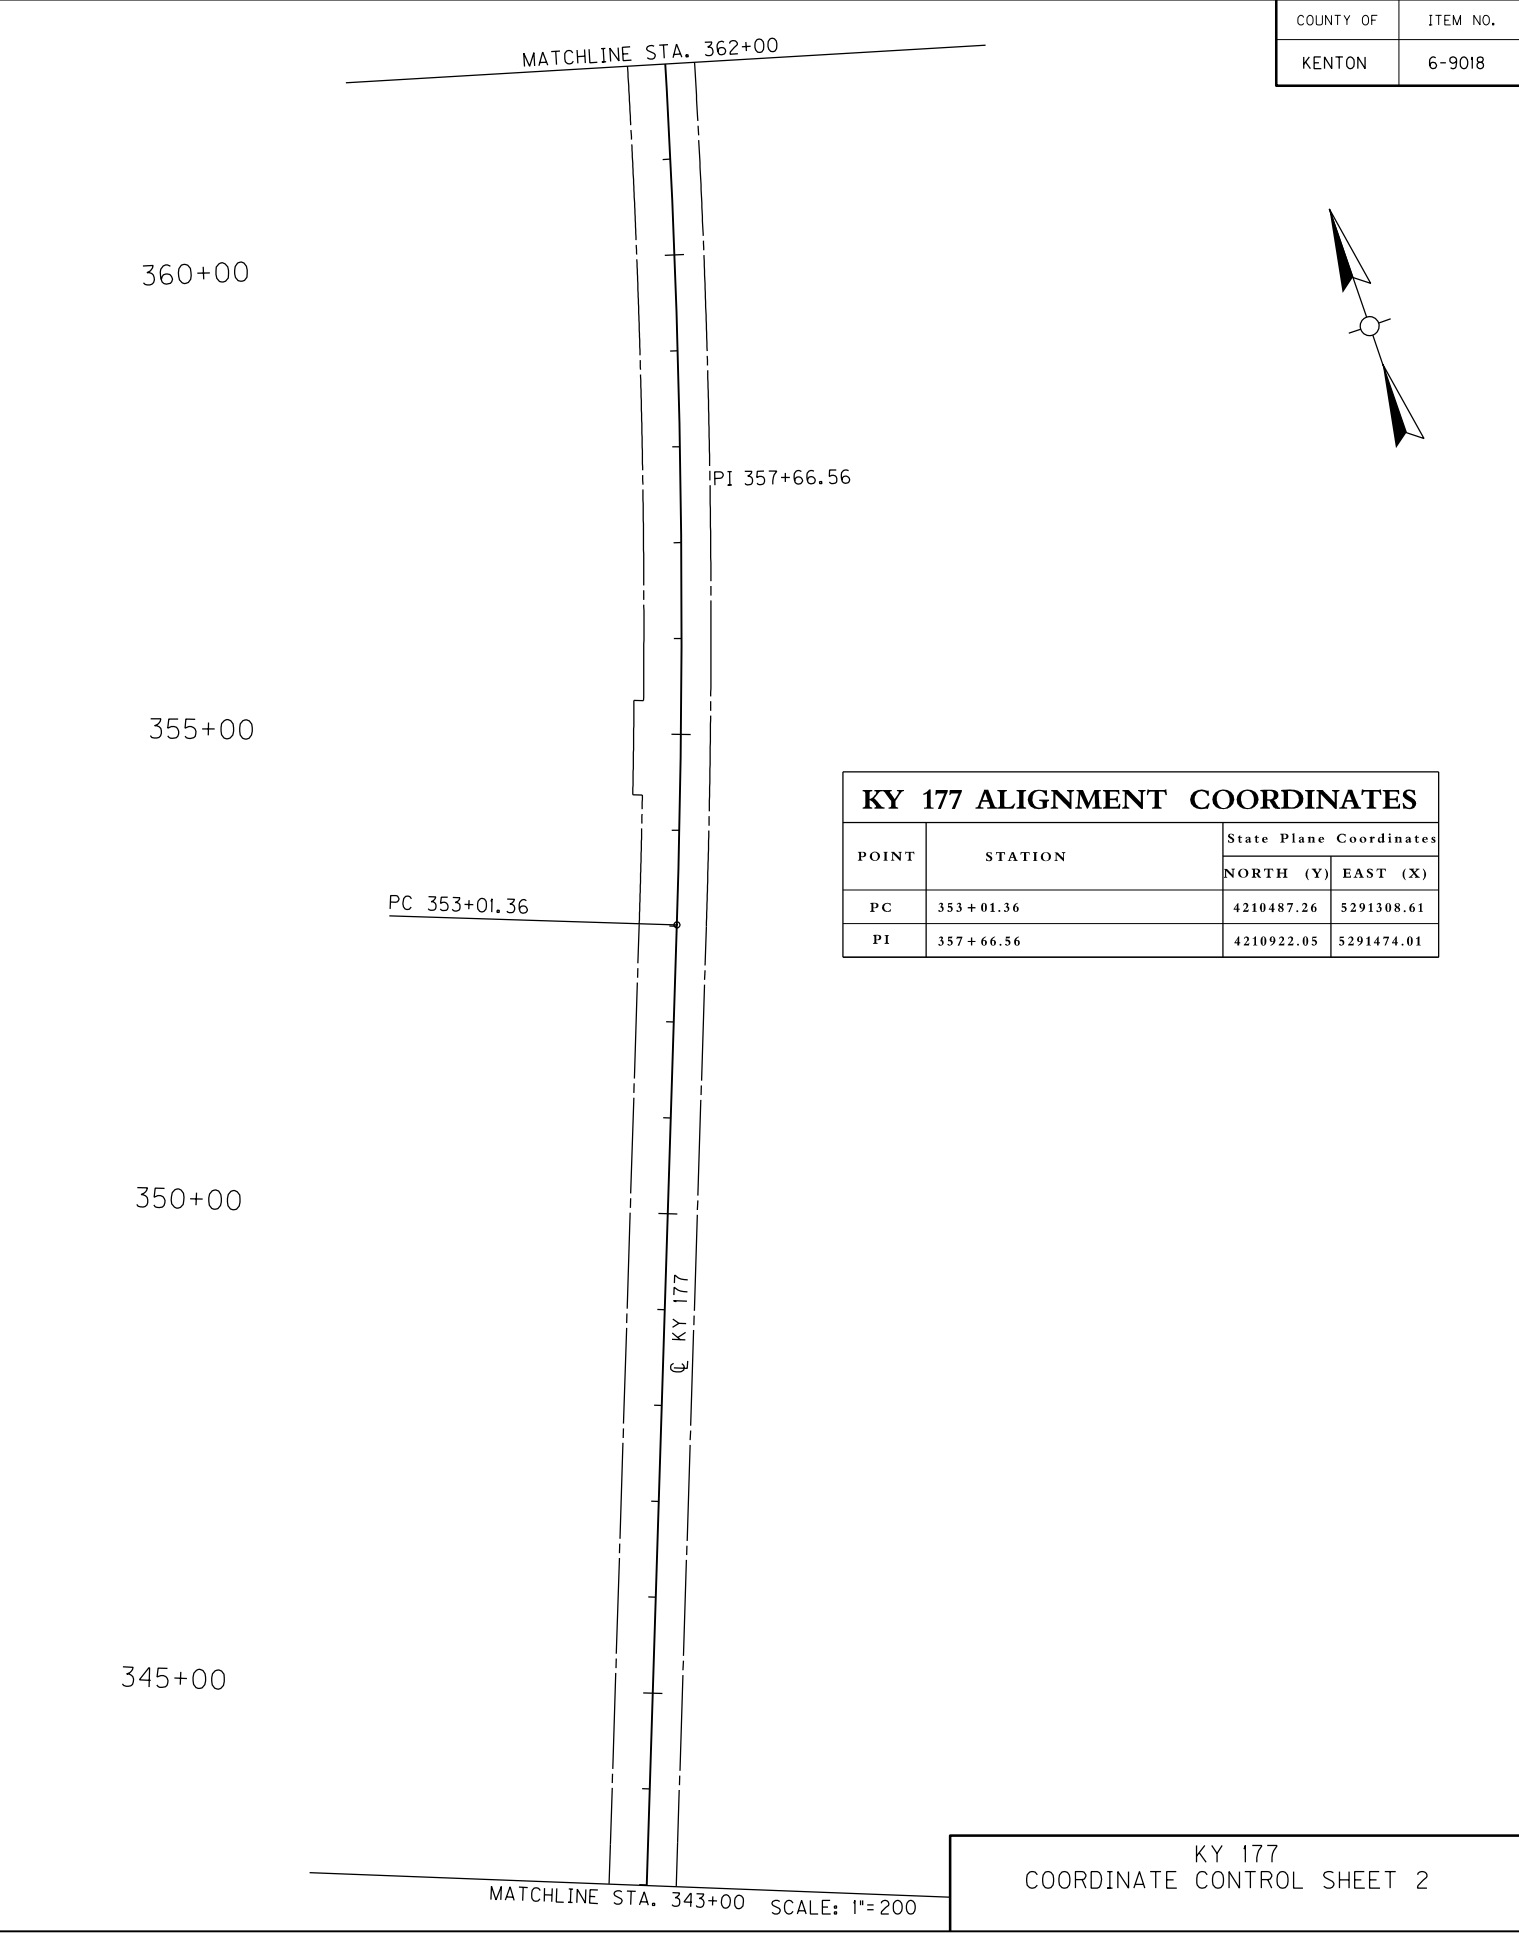 COUNTY OF ITEM NO.
KENTON 6-9018
MATCHLINE STA. 362+00
360+00
PI 357+66.56
355+00
KY 177 ALIGNMENT COORDINATES
POINT STATION State Plane Coordinates
NORTH (Y) EAST (X)
PC 353+01.36 4210487.26 5291308.61
PI 357+66.56 4210922.05 5291474.01
PC 353+01.36
350+00
℄ KY 177
345+00
MATCHLINE STA. 343+00
SCALE: 1"=200
KY 177
COORDINATE CONTROL SHEET 2